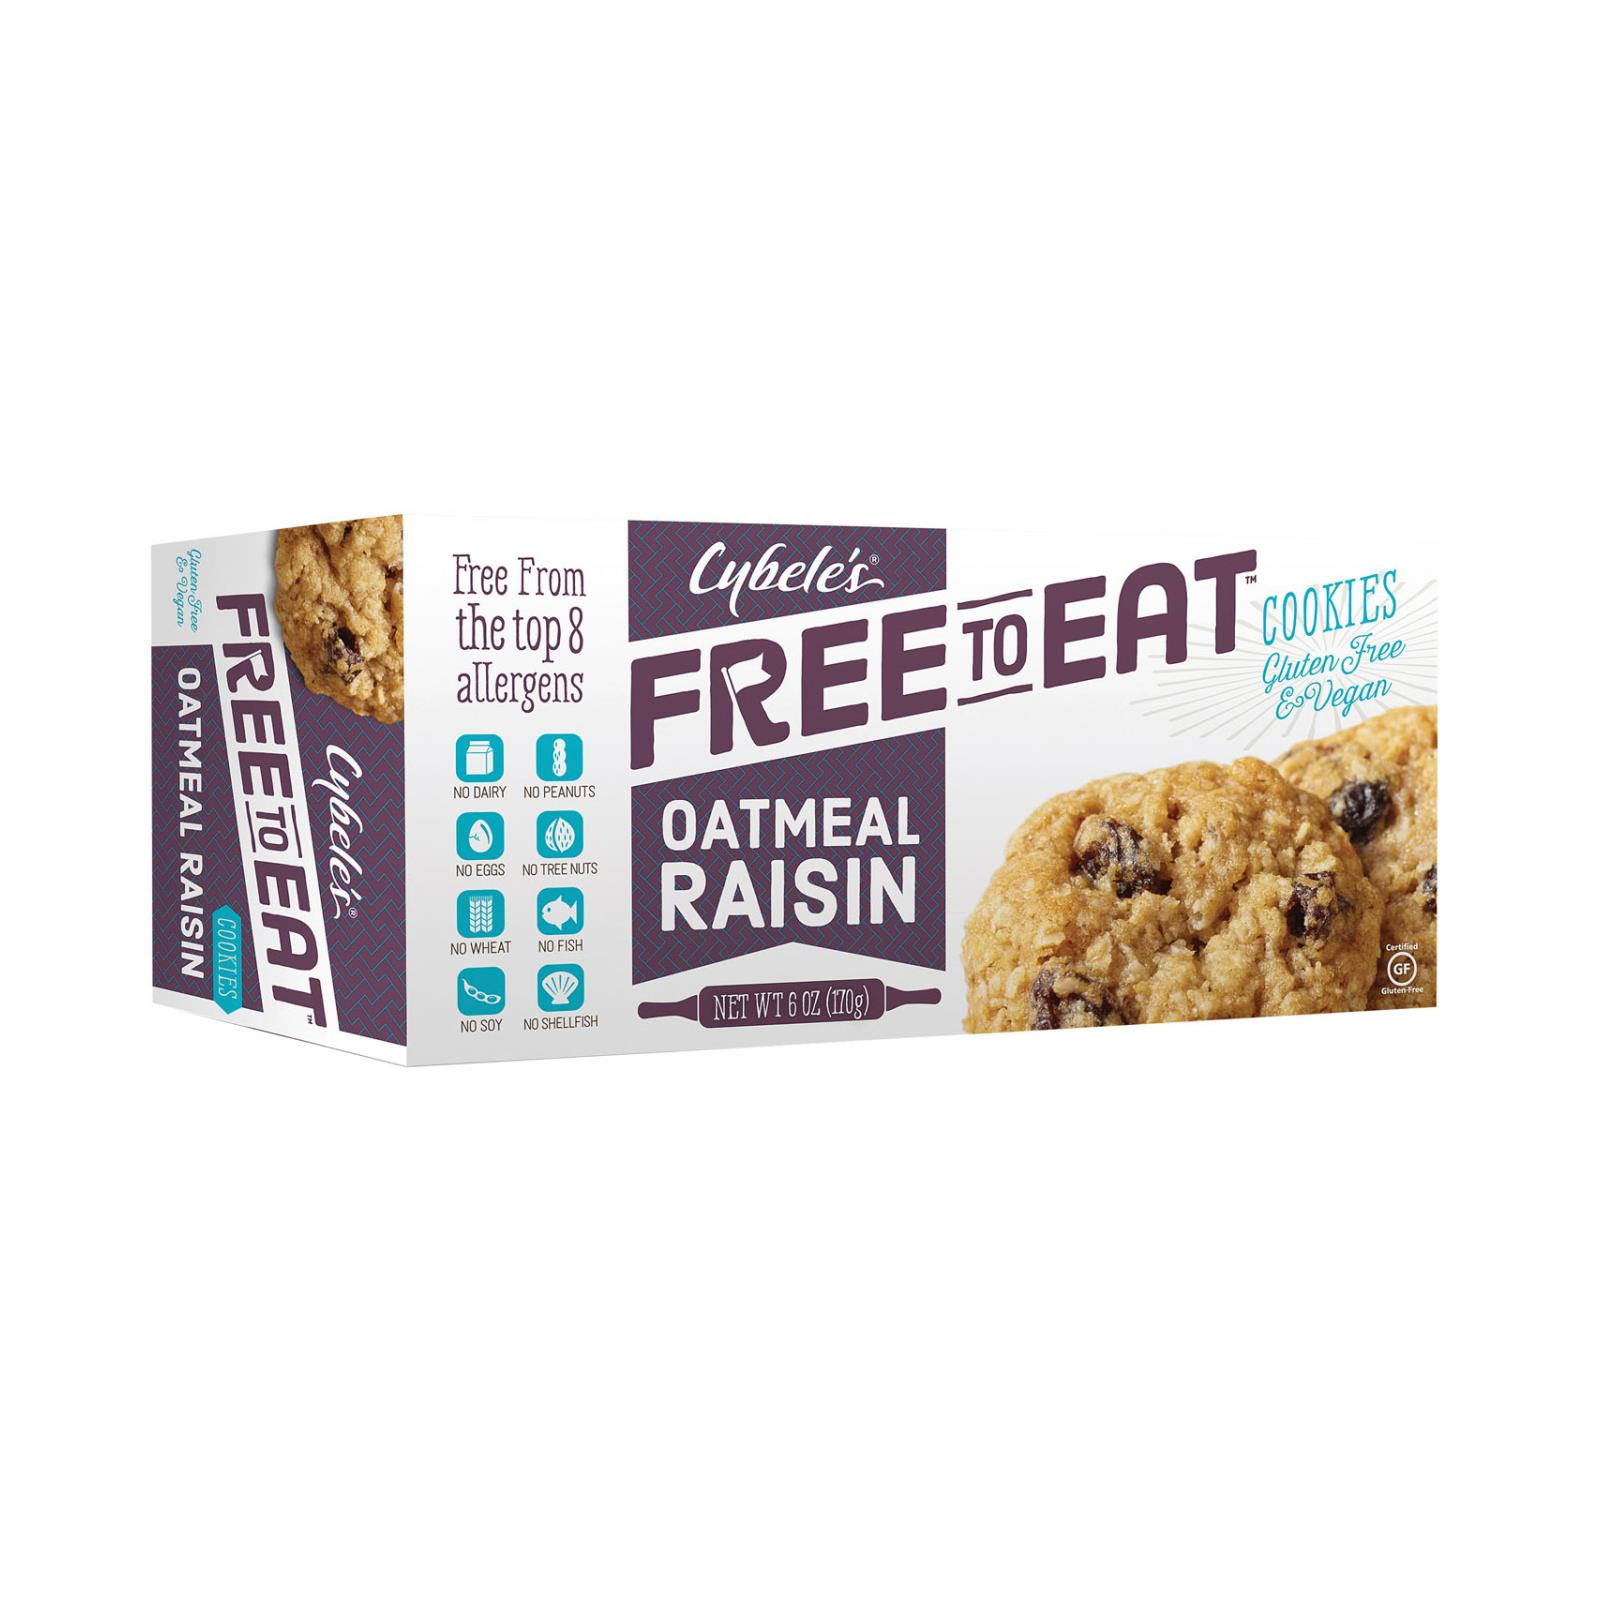 Gluten Free
& Vegan
FREE TO EAT™
OATMEAL RAISIN
COOKIES
Cybele's®
Free From
the top 8
allergens
NO DAIRY
NO PEANUTS
NO EGGS
NO TREE NUTS
NO WHEAT
NO FISH
NO SOY
NO SHELLFISH
Cybele's®
FREE TO EAT™
OATMEAL
RAISIN
NET WT 6 OZ (170g)
COOKIES
Gluten Free
& Vegan
Certified
GF
Gluten-Free